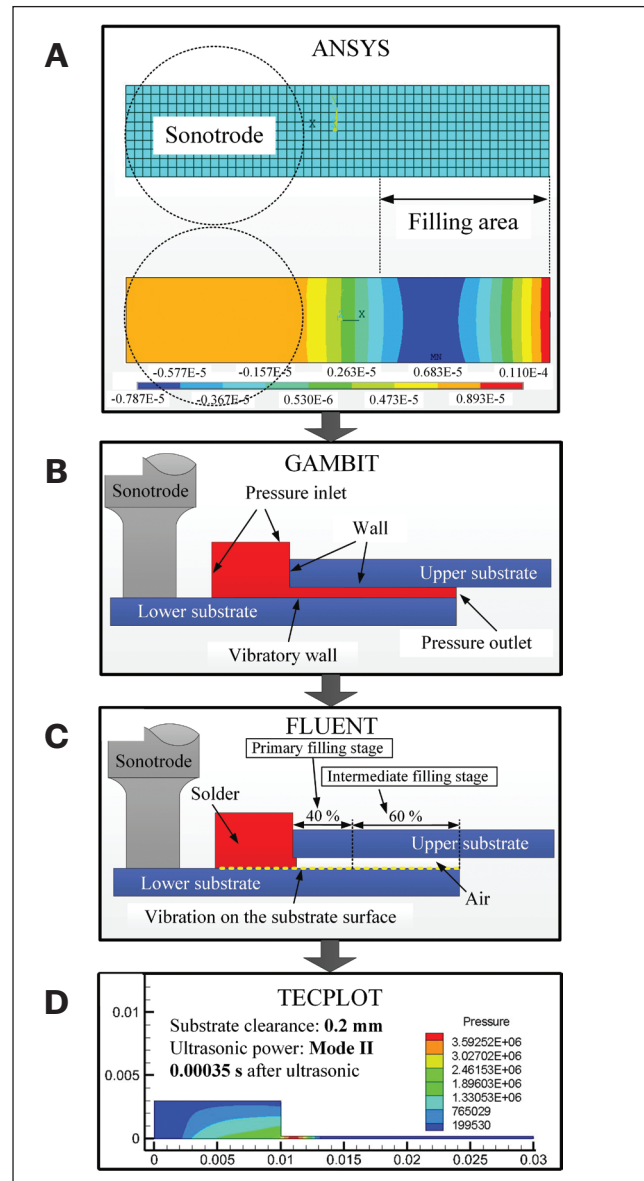 A
ANSYS
X
Sonotrode
Filling area
X
MN
-0.577E-5 -0.157E-5 0.263E-5 0.683E-5 0.110E-4
-0.787E-5 -0.367E-5 0.530E-6 0.473E-5 0.893E-5
B
GAMBIT
Sonotrode
Pressure inlet
Wall
Upper substrate
Lower substrate
Vibratory wall
Pressure outlet
C
FLUENT
Sonotrode
Primary filling stage
Intermediate filling stage
Solder
40 % 60 %
Upper substrate
Lower substrate
Air
Vibration on the substrate surface
D
TECPLOT
Substrate clearance: 0.2 mm
Ultrasonic power: Mode II
0.00035 s after ultrasonic
Pressure
3.59252E+06
3.02702E+06
2.46153E+06
1.89603E+06
1.33053E+06
765029
199530
0.01
0.005
0
0 0.005 0.01 0.015 0.02 0.025 0.03